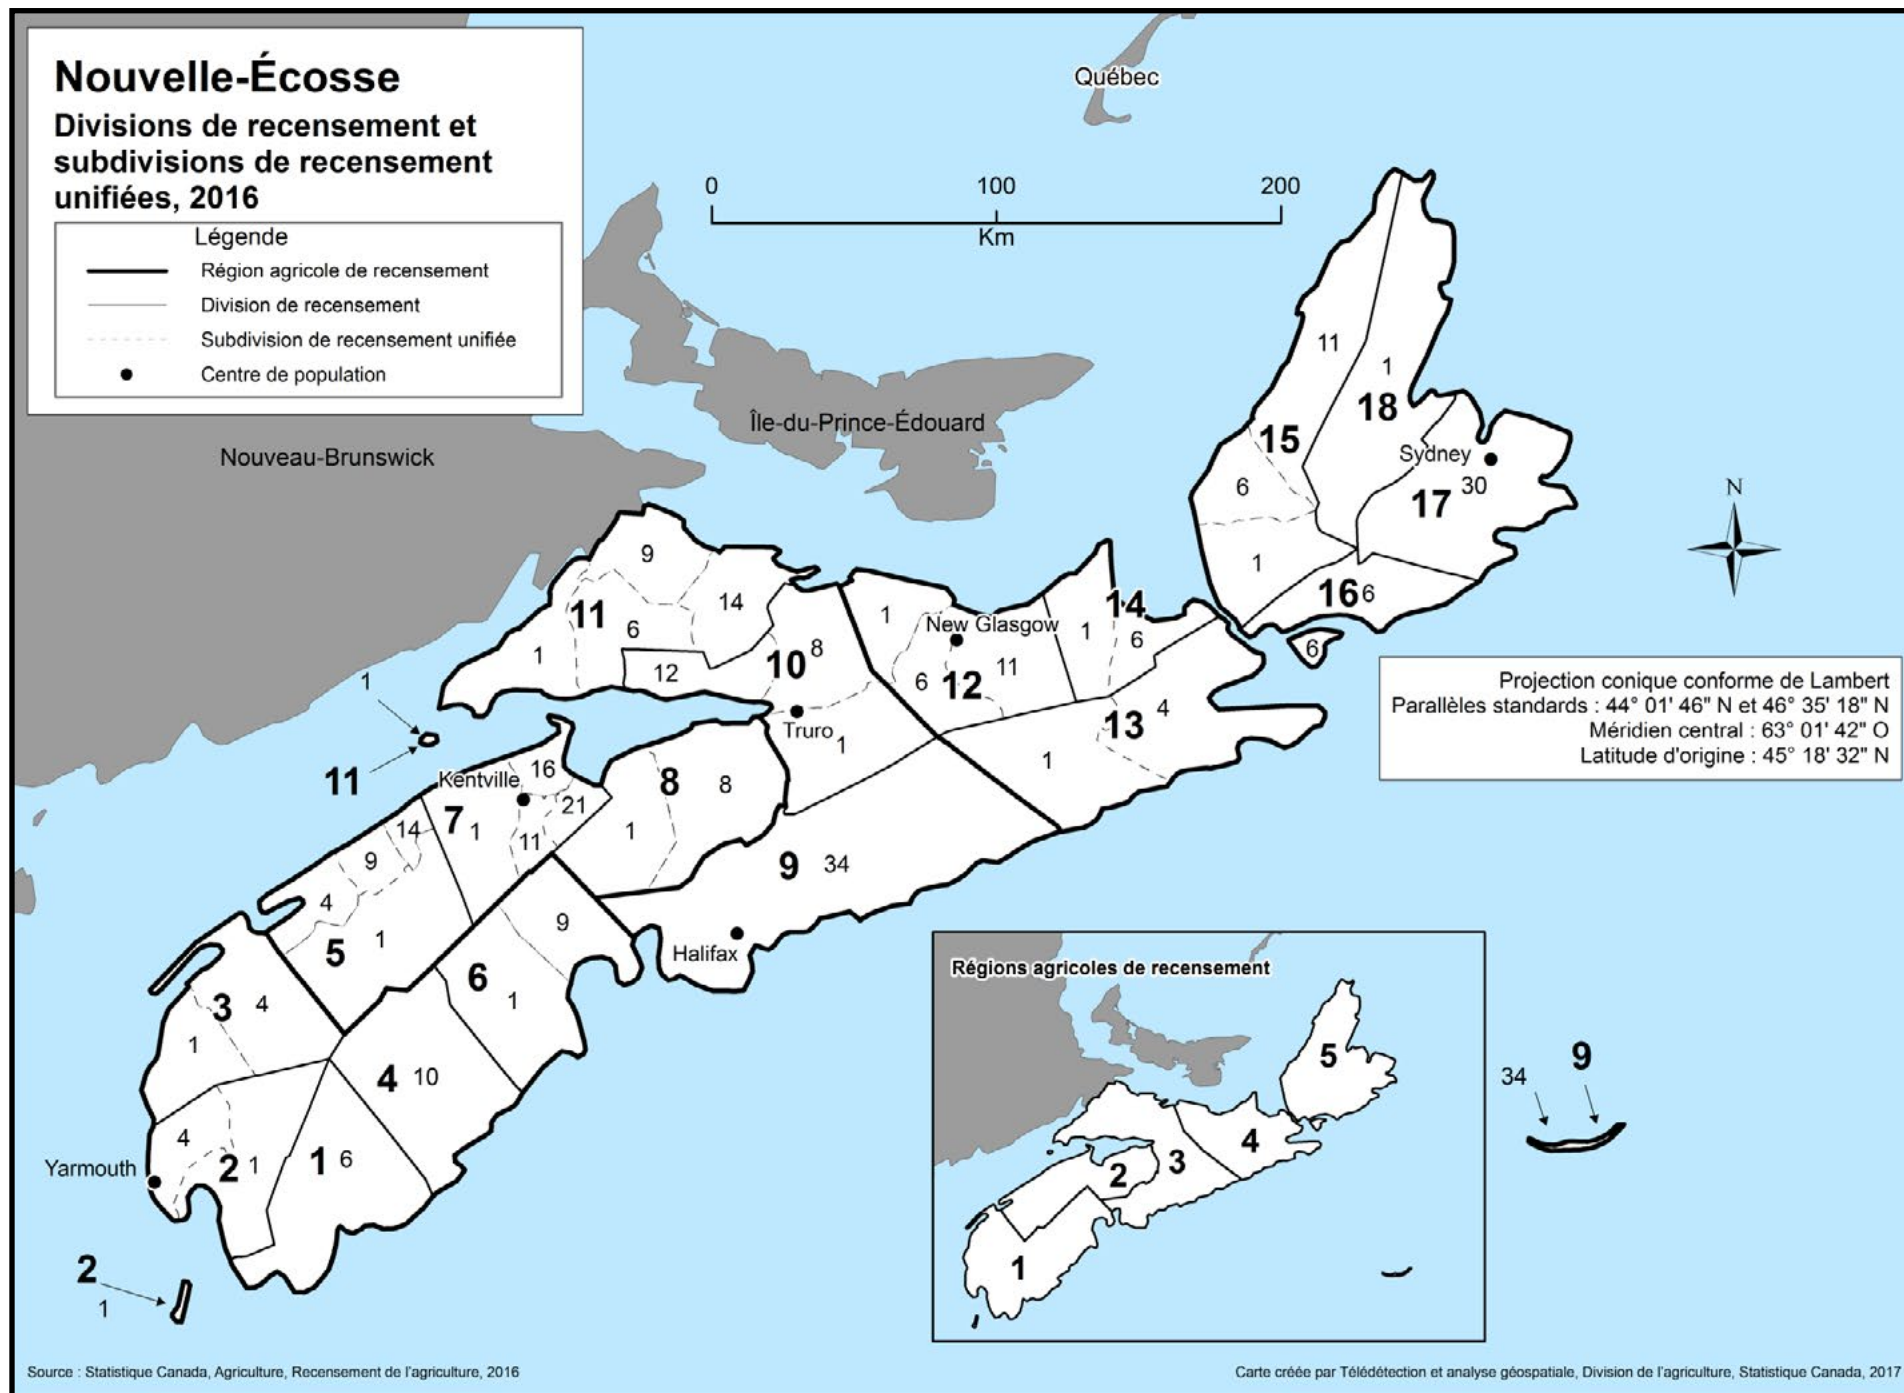 Nouvelle-Écosse
Divisions de recensement et
subdivisions de recensement
unifiées, 2016
Légende
Région agricole de recensement
Division de recensement
Subdivision de recensement unifiée
Centre de population
Québec
0 100 200
Km
Île-du-Prince-Édouard
Nouveau-Brunswick
11
1
18
15
Sydney
30
17
6
1
16 6
6
N
9
14
11
6
1
12
10 8
1
New Glasgow
14
1
6
6 12 11
13 4
1
Truro
1
1
11
Projection conique conforme de Lambert
Parallèles standards : 44° 01' 46" N et 46° 35' 18" N
Méridien central : 63° 01' 42" O
Latitude d'origine : 45° 18' 32" N
Kentville
16
21
7 1
11
8
8
1
14
9
4
5 1
9 34
Halifax
9
6
1
3 4
1
4 10
4
2 1
1 6
Yarmouth
2
1
Régions agricoles de recensement
5
4
3
2
1
34
9
Source : Statistique Canada, Agriculture, Recensement de l'agriculture, 2016
Carte créée par Télédétection et analyse géospatiale, Division de l'agriculture, Statistique Canada, 2017